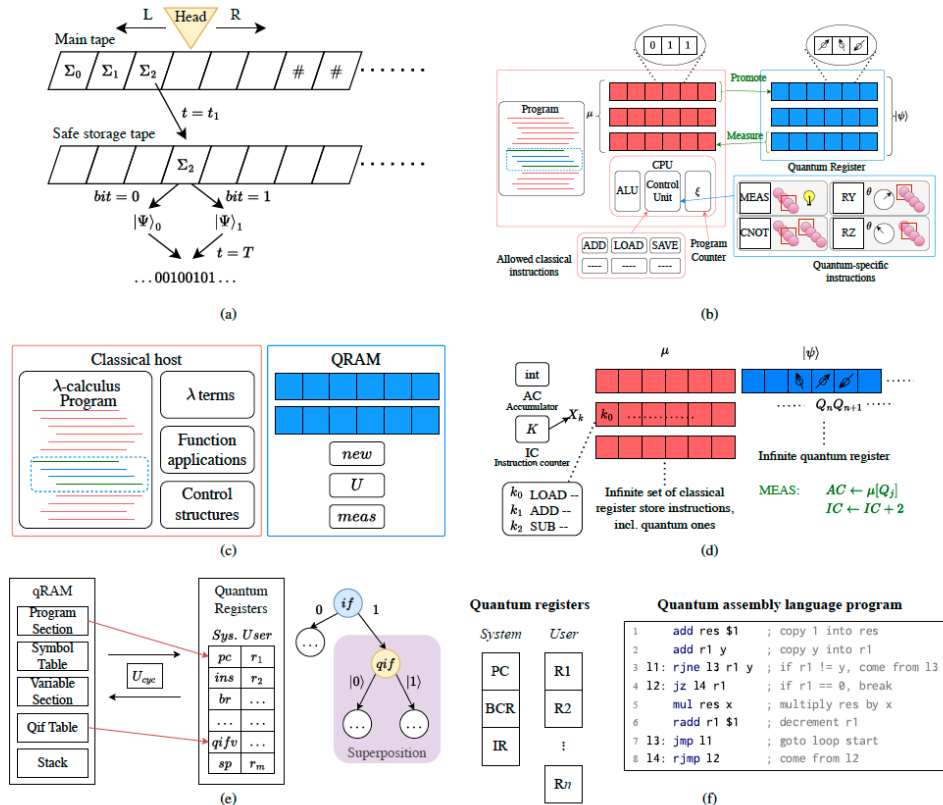 L Head R
Main tape
Σ0 Σ1 Σ2 # # ......
t = t1
Safe storage tape
Σ2 ......
bit = 0 bit = 1
|Ψ⟩0 |Ψ⟩1
t = T
...00100101...
(a)
0 1 1
Promote
Program
μ
|ψ⟩
Measure
CPU
Quantum Register
ALU
Control
Unit
ξ
MEAS
RY θ
CNOT
RZ θ
ADD LOAD SAVE
---- ---- ----
Program
Counter
Allowed classical
instructions
Quantum-specific
instructions
(b)
Classical host
λ-calculus
Program
λ terms
Function
applications
Control
structures
QRAM
new
U
meas
(c)
μ
|ψ⟩
int
AC
Accumulator
K
IC
Instruction counter
Xk
k0 ..............
QnQn+1
Infinite quantum register
k0 LOAD --
k1 ADD --
k2 SUB --
Infinite set of classical
register store instructions,
incl. quantum ones
MEAS: AC ← μ[Qj]
IC ← IC + 2
(d)
qRAM
Program
Section
Symbol
Table
Variable
Section
Qif Table
Stack
Ucyc
Quantum
Registers
Sys. User
pc r1
ins r2
br ...
... ...
qifv ...
sp rm
0 if 1
...
qif
|0⟩ |1⟩
... ...
Superposition
(e)
Quantum registers
System User
PC R1
BCR R2
IR ⋮
Rn
Quantum assembly language program
1 add res $1 ; copy 1 into res
2 add r1 y ; copy y into r1
3 l1: rjne l3 r1 y ; if r1 != y, come from l3
4 l2: jz l4 r1 ; if r1 == 0, break
5 mul res x ; multiply res by x
6 radd r1 $1 ; decrement r1
7 l3: jmp l1 ; goto loop start
8 l4: rjmp l2 ; come from l2
(f)